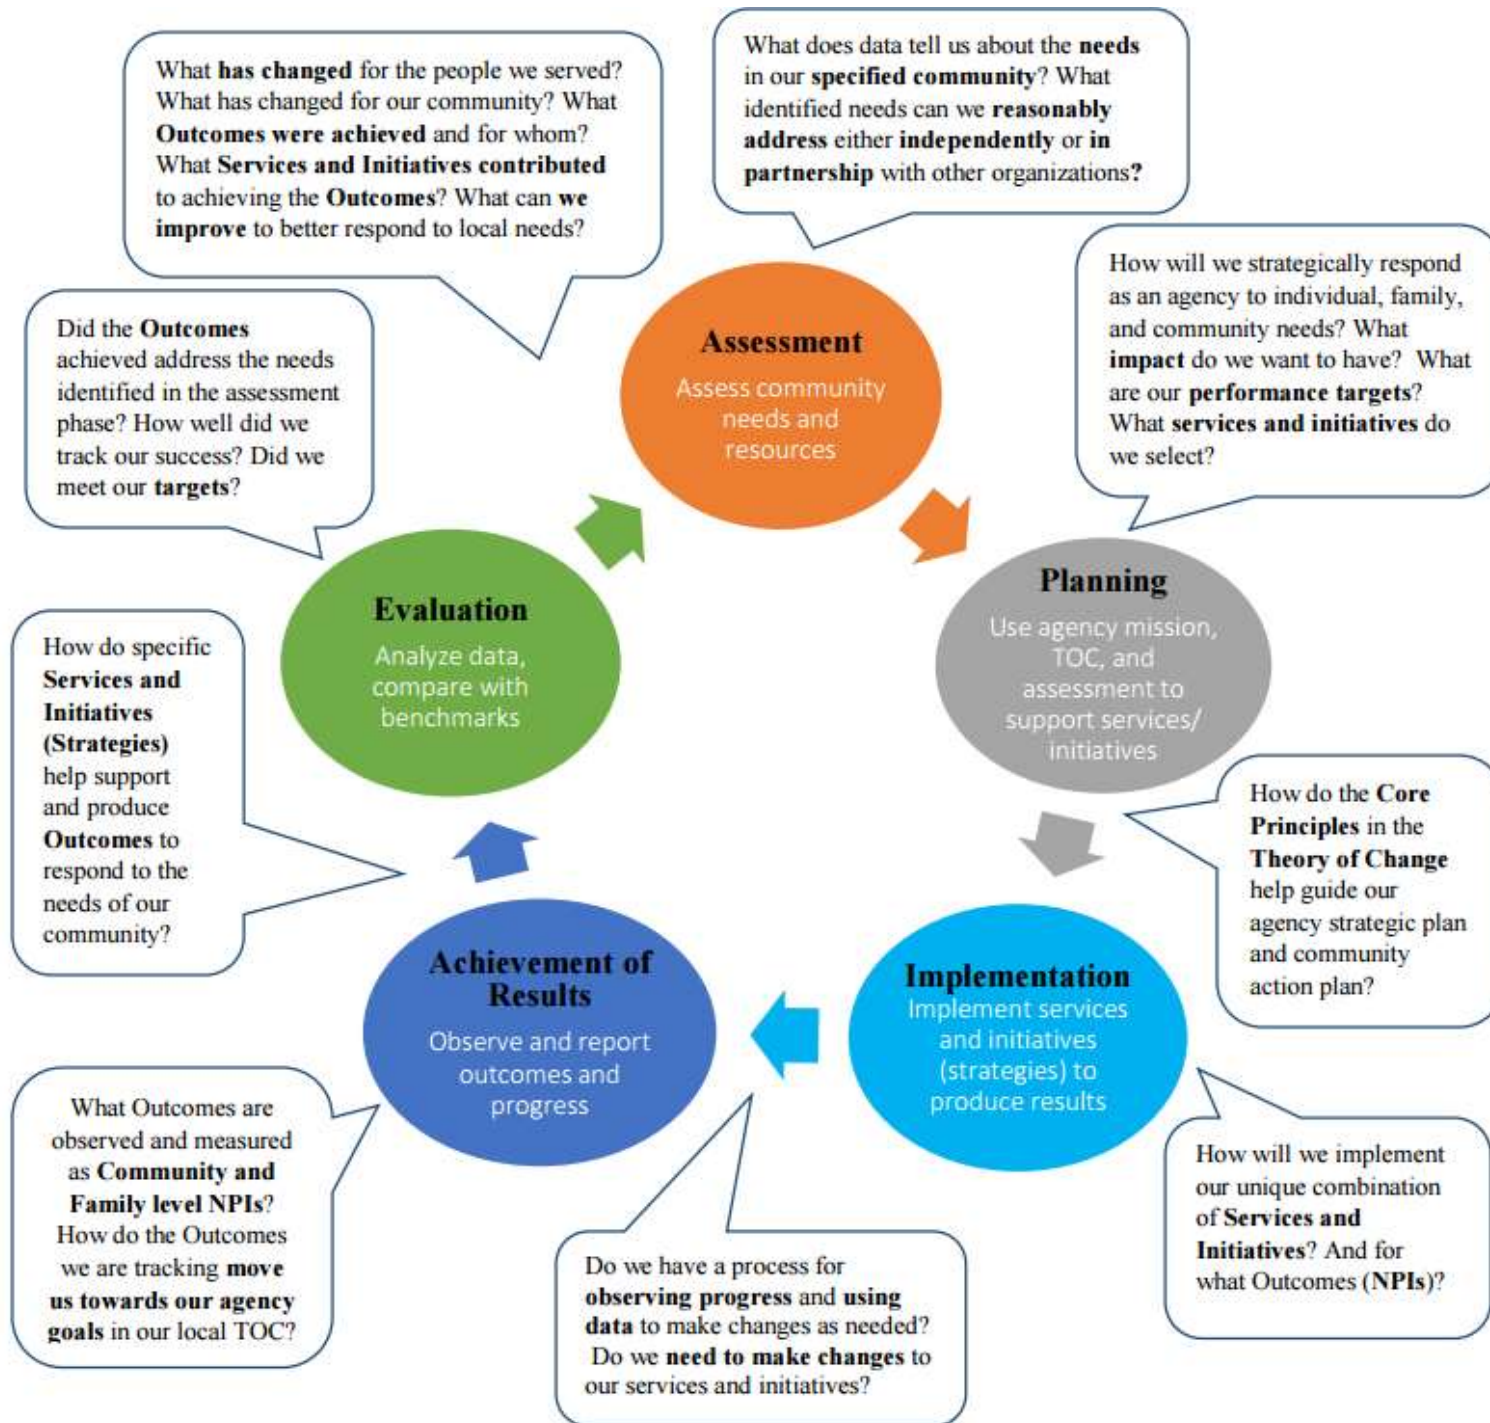 What has changed for the people we served?
What has changed for our community? What
Outcomes were achieved and for whom?
What Services and Initiatives contributed
to achieving the Outcomes? What can we
improve to better respond to local needs?
What does data tell us about the needs
in our specified community? What
identified needs can we reasonably
address either independently or in
partnership with other organizations?
How will we strategically respond
as an agency to individual, family,
and community needs? What
impact do we want to have? What
are our performance targets?
What services and initiatives do
we select?
Did the Outcomes
achieved address the needs
identified in the assessment
phase? How well did we
track our success? Did we
meet our targets?
Assessment
Assess community
needs and
resources
Evaluation
Analyze data,
compare with
benchmarks
Planning
Use agency mission,
TOC, and
assessment to
support services/
initiatives
How do specific
Services and
Initiatives
(Strategies)
help support
and produce
Outcomes to
respond to the
needs of our
community?
How do the Core
Principles in the
Theory of Change
help guide our
agency strategic plan
and community
action plan?
Achievement of
Results
Observe and report
outcomes and
progress
Implementation
Implement services
and initiatives
(strategies) to
produce results
What Outcomes are
observed and measured
as Community and
Family level NPIs?
How do the Outcomes
we are tracking move
us towards our agency
goals in our local TOC?
Do we have a process for
observing progress and using
data to make changes as needed?
Do we need to make changes to
our services and initiatives?
How will we implement
our unique combination
of Services and
Initiatives? And for
what Outcomes (NPIs)?